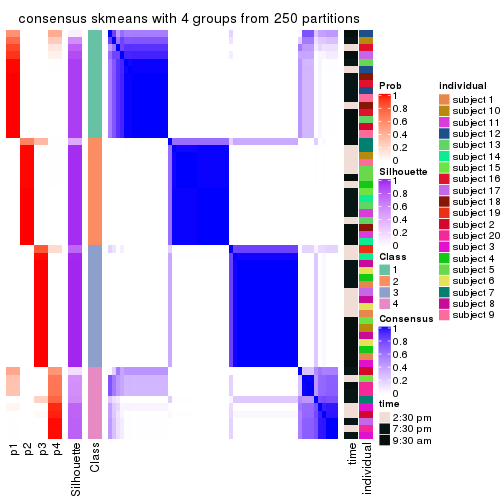 consensus skmeans with 4 groups from 250 partitions
Prob
1
0.8
0.6
0.4
0.2
0
Silhouette
1
0.8
0.6
0.4
0.2
0
Class
1
2
3
4
Consensus
1
0.8
0.6
0.4
0.2
0
time
2:30 pm
7:30 pm
9:30 am
individual
subject 1
subject 10
subject 11
subject 12
subject 13
subject 14
subject 15
subject 16
subject 17
subject 18
subject 19
subject 2
subject 20
subject 3
subject 4
subject 5
subject 6
subject 7
subject 8
subject 9
p1
p2
p3
p4
Silhouette
Class
time
individual